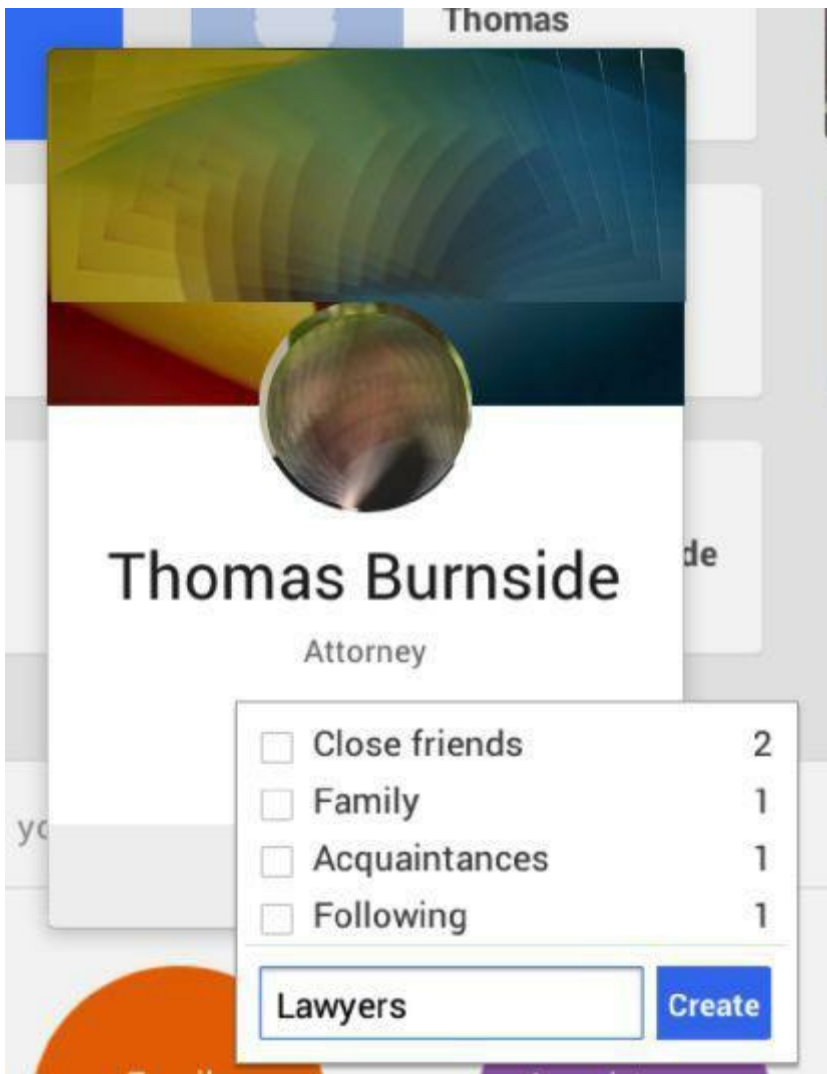 Thomas
de
Thomas Burnside
Attorney
Close friends 2
Family 1
Acquaintances 1
Following 1
yo
Lawyers
Create